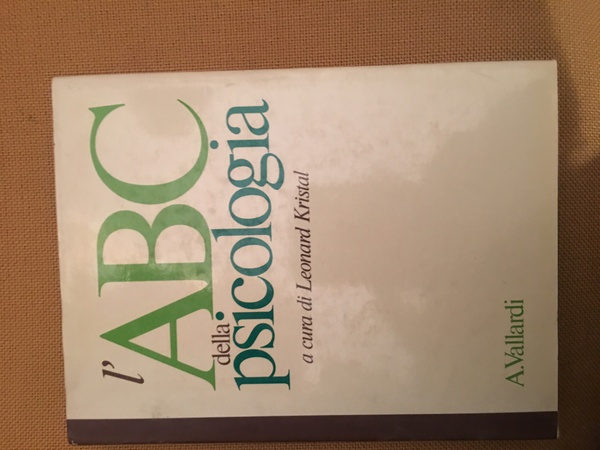 l'
ABC
della
psicologia
a cura di Leonard Kristal
A.Vallardi